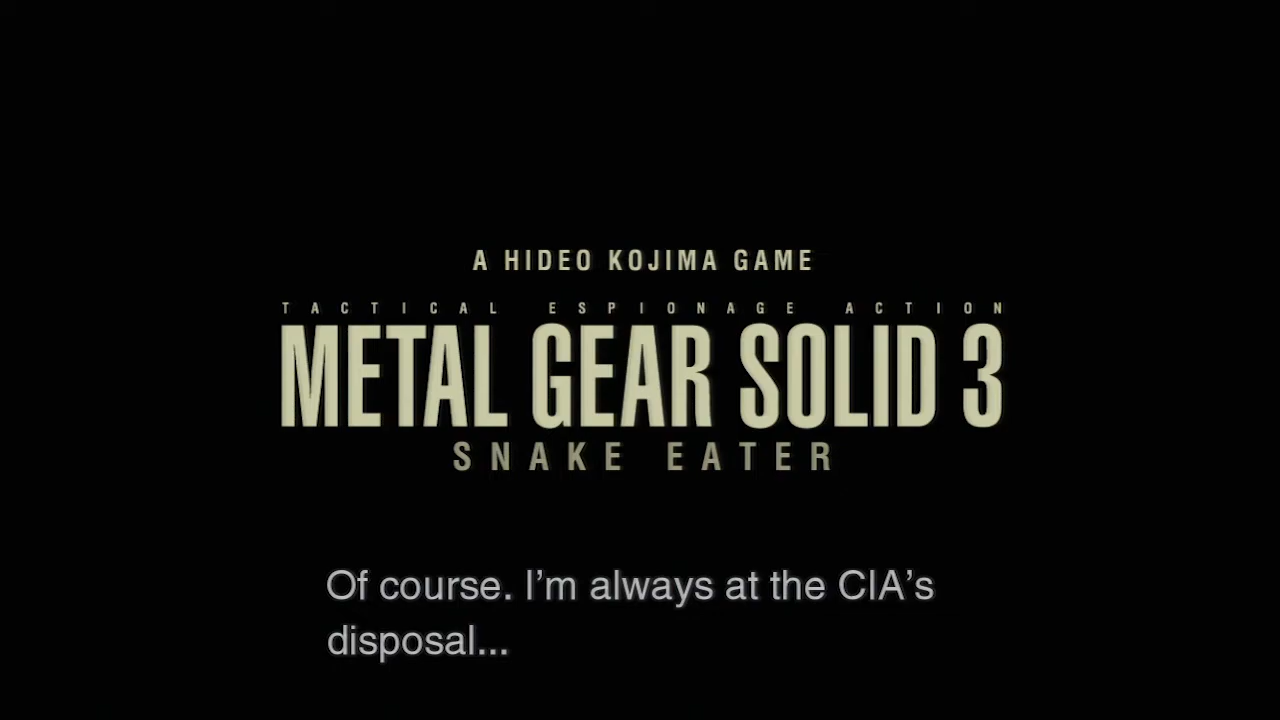 A HIDEO KOJIMA GAME
TACTICAL ESPIONAGE ACTION
METAL GEAR SOLID 3
SNAKE EATER
Of course. I’m always at the CIA’s
disposal...